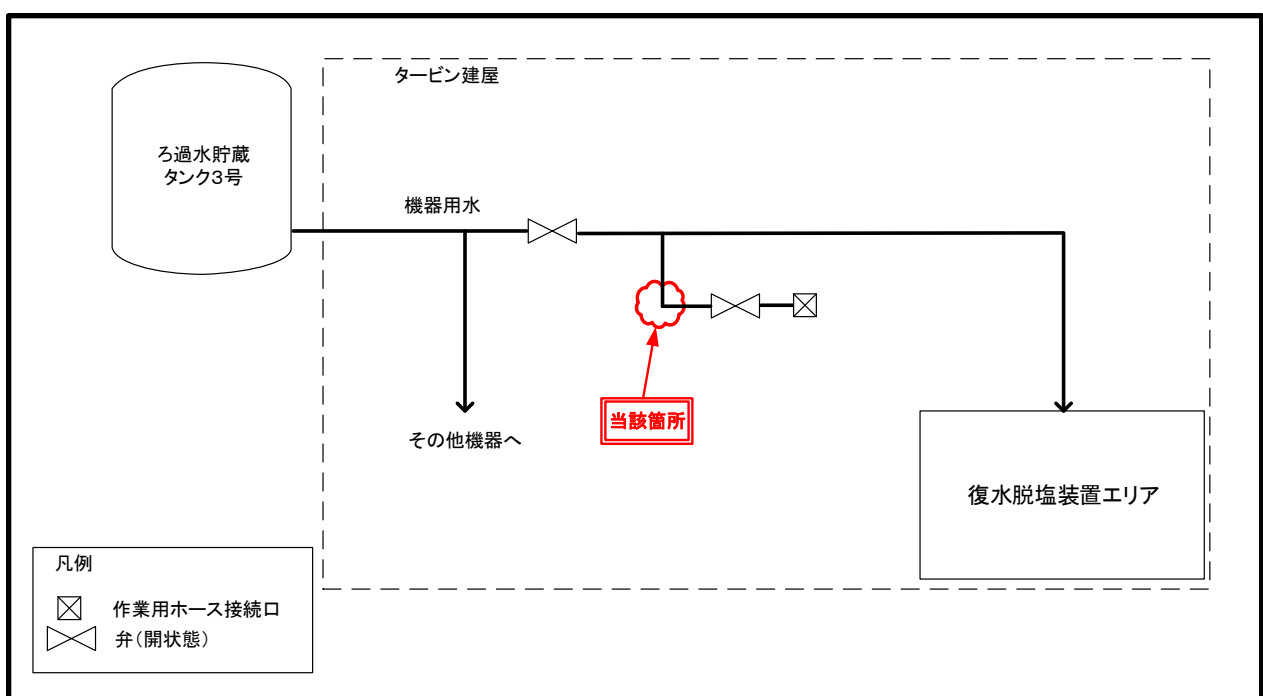 タービン建屋
ろ過水貯蔵
タンク3号
機器用水
当該箇所
その他機器へ
復水脱塩装置エリア
凡例
作業用ホース接続口
弁(開状態)